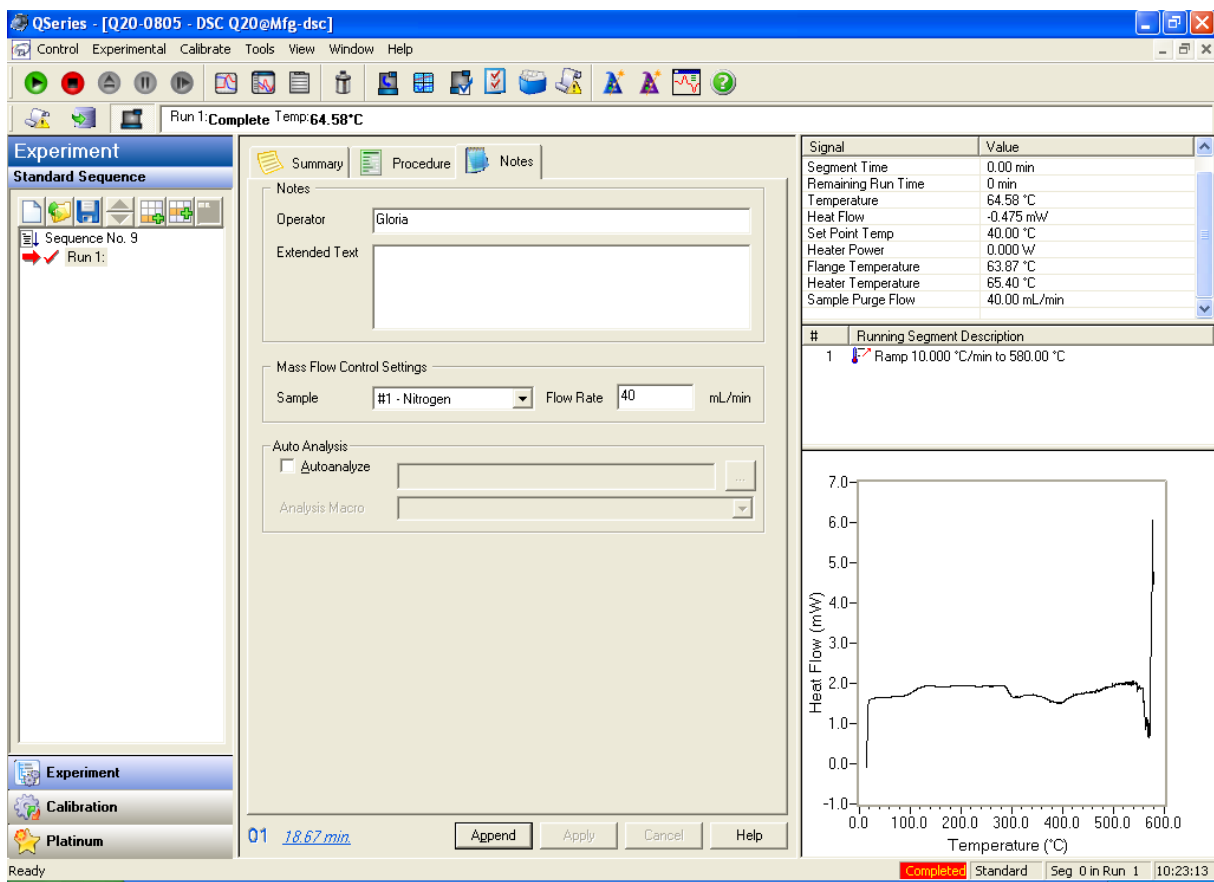 QSeries - [Q20-0805 - DSC Q20@Mfg-dsc]
Control Experimental Calibrate Tools View Window Help
Run 1:Complete Temp:64.58°C
Experiment
Standard Sequence
Sequence No. 9
Run 1:
Experiment
Calibration
Platinum
Summary Procedure Notes
Notes
Operator Gloria
Extended Text
Mass Flow Control Settings
Sample #1 - Nitrogen Flow Rate 40 mL/min
Auto Analysis
Autoanalyze ...
Analysis Macro
01 18.67 min. Append Apply Cancel Help
Signal Value
Segment Time 0.00 min
Remaining Run Time 0 min
Temperature 64.58 °C
Heat Flow -0.475 mW
Set Point Temp 40.00 °C
Heater Power 0.000 W
Flange Temperature 63.87 °C
Heater Temperature 65.40 °C
Sample Purge Flow 40.00 mL/min
# Running Segment Description
1 Ramp 10.000 °C/min to 580.00 °C
Heat Flow (mW)
7.0
6.0
5.0
4.0
3.0
2.0
1.0
0.0
-1.0
0.0 100.0 200.0 300.0 400.0 500.0 600.0
Temperature (°C)
Ready Completed Standard Seg 0 in Run 1 10:23:13